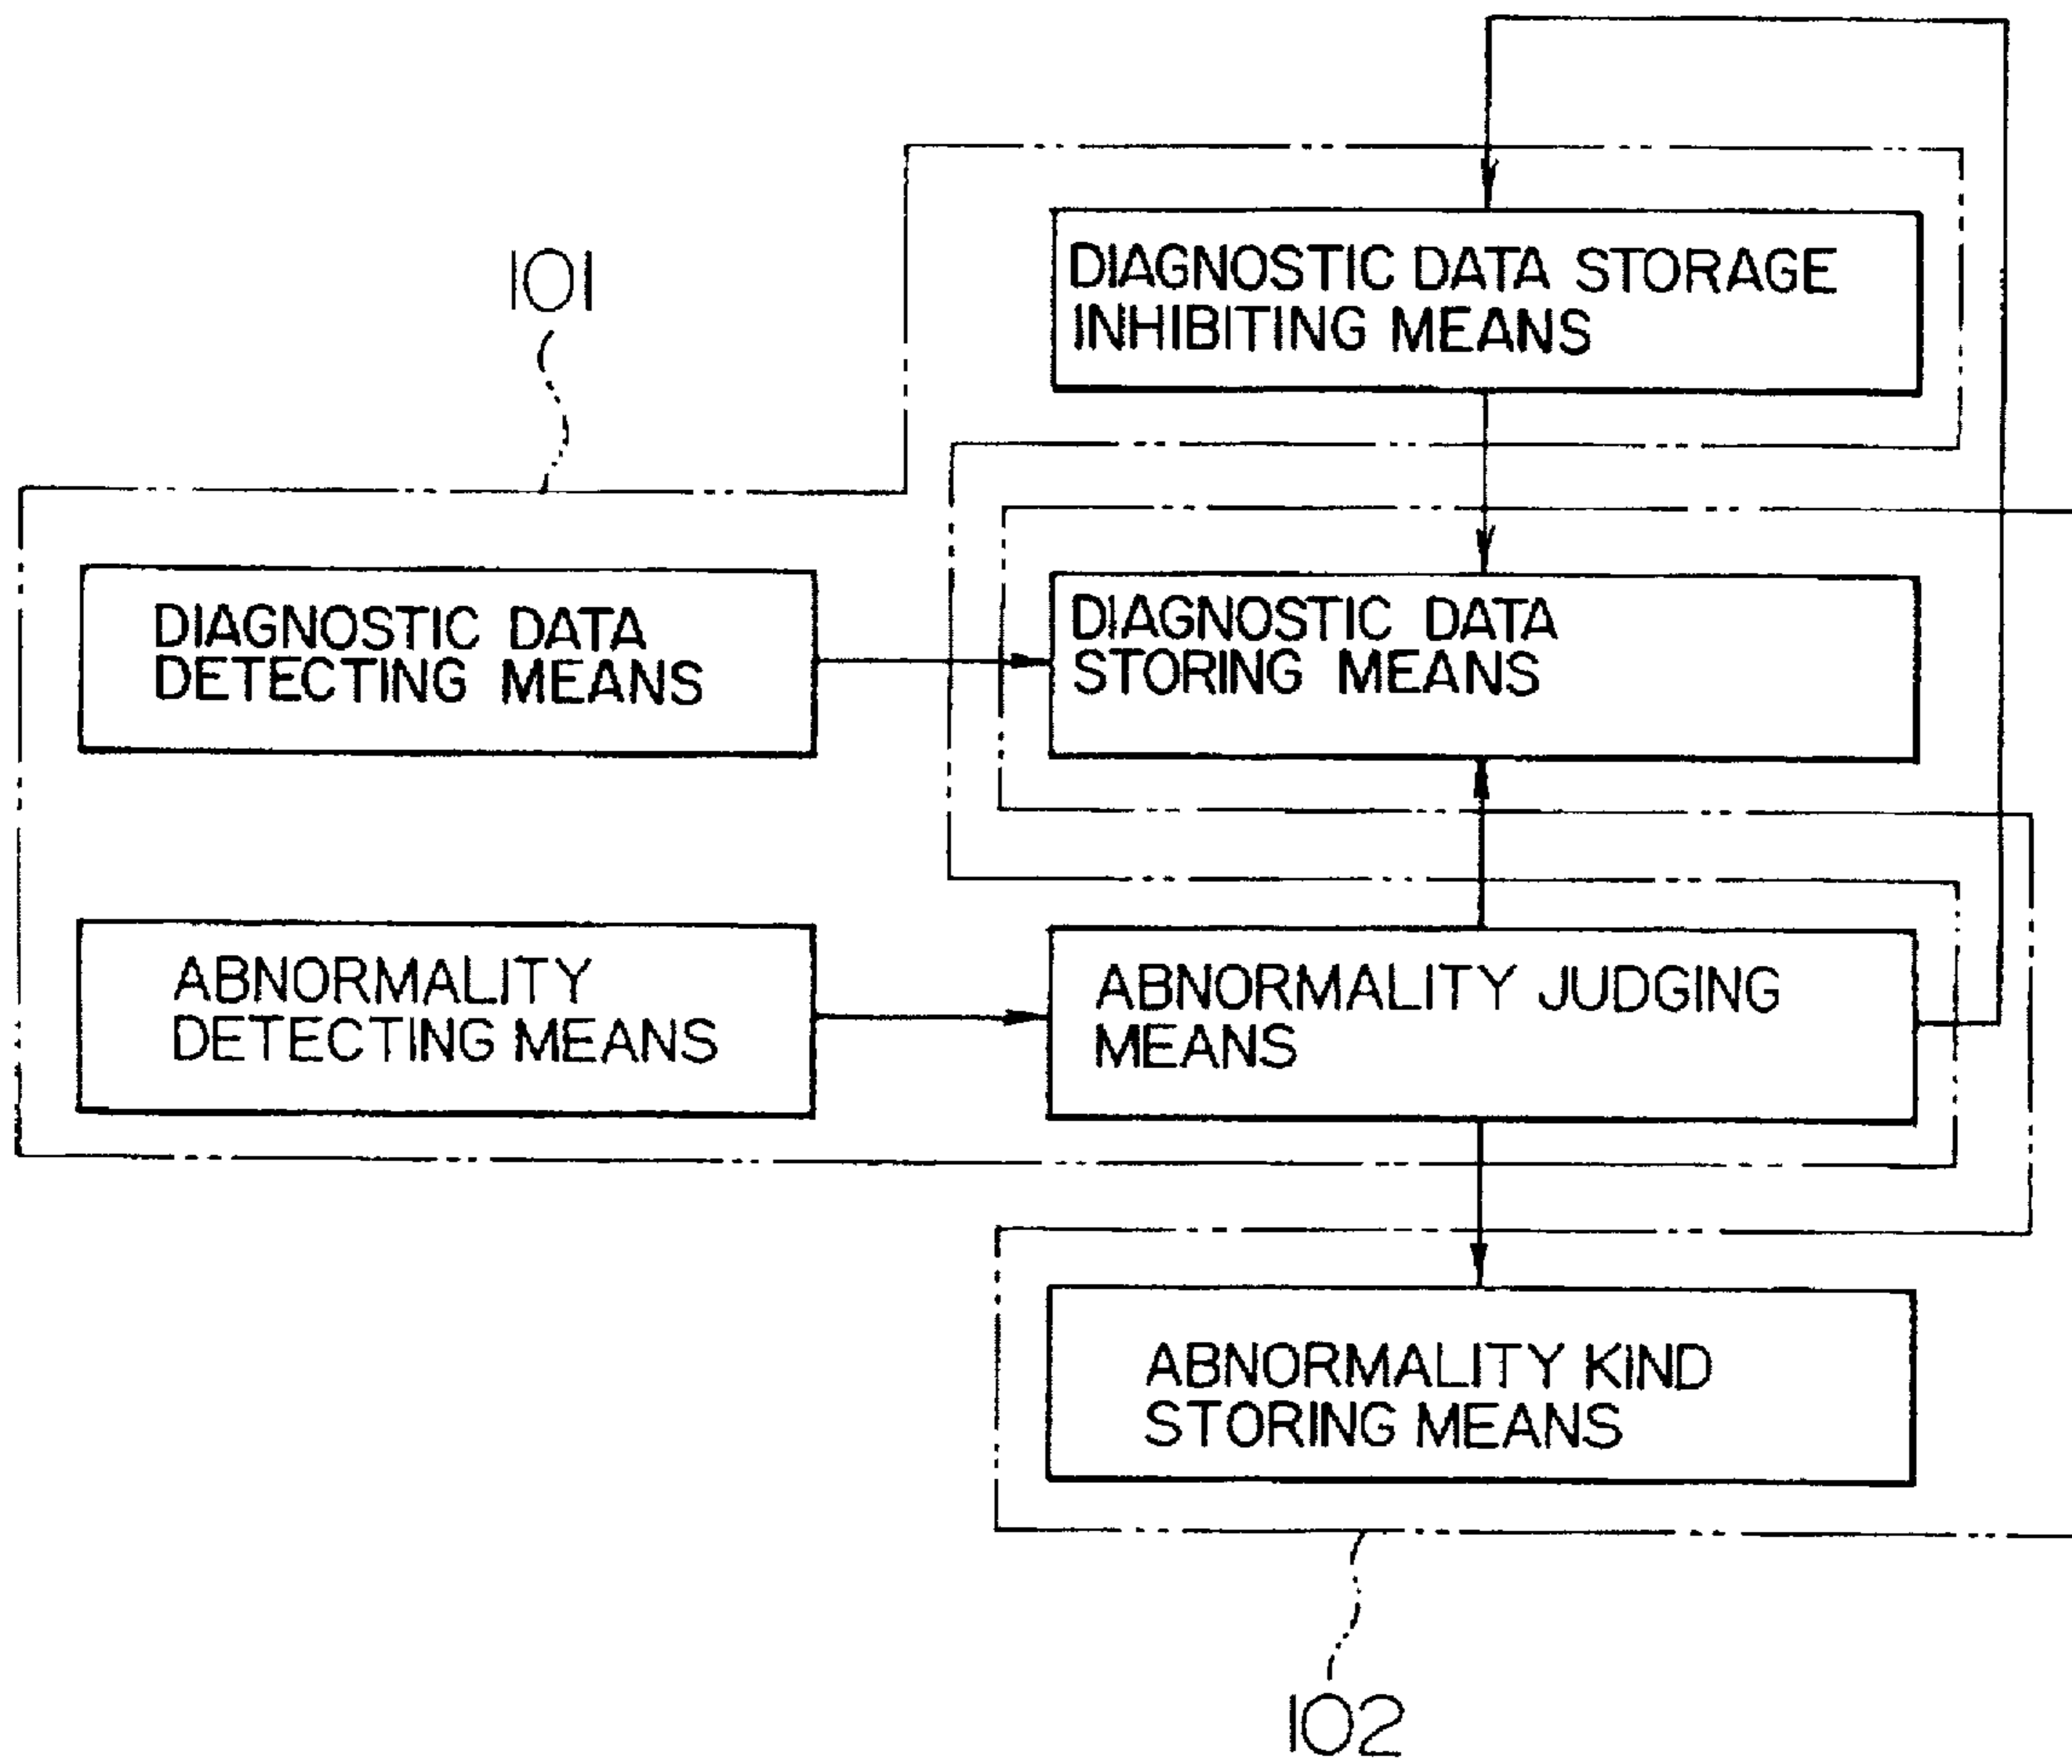 101
DIAGNOSTIC DATA STORAGE
INHIBITING MEANS
DIAGNOSTIC DATA
DETECTING MEANS
DIAGNOSTIC DATA
STORING MEANS
ABNORMALITY
DETECTING MEANS
ABNORMALITY JUDGING
MEANS
ABNORMALITY KIND
STORING MEANS
102